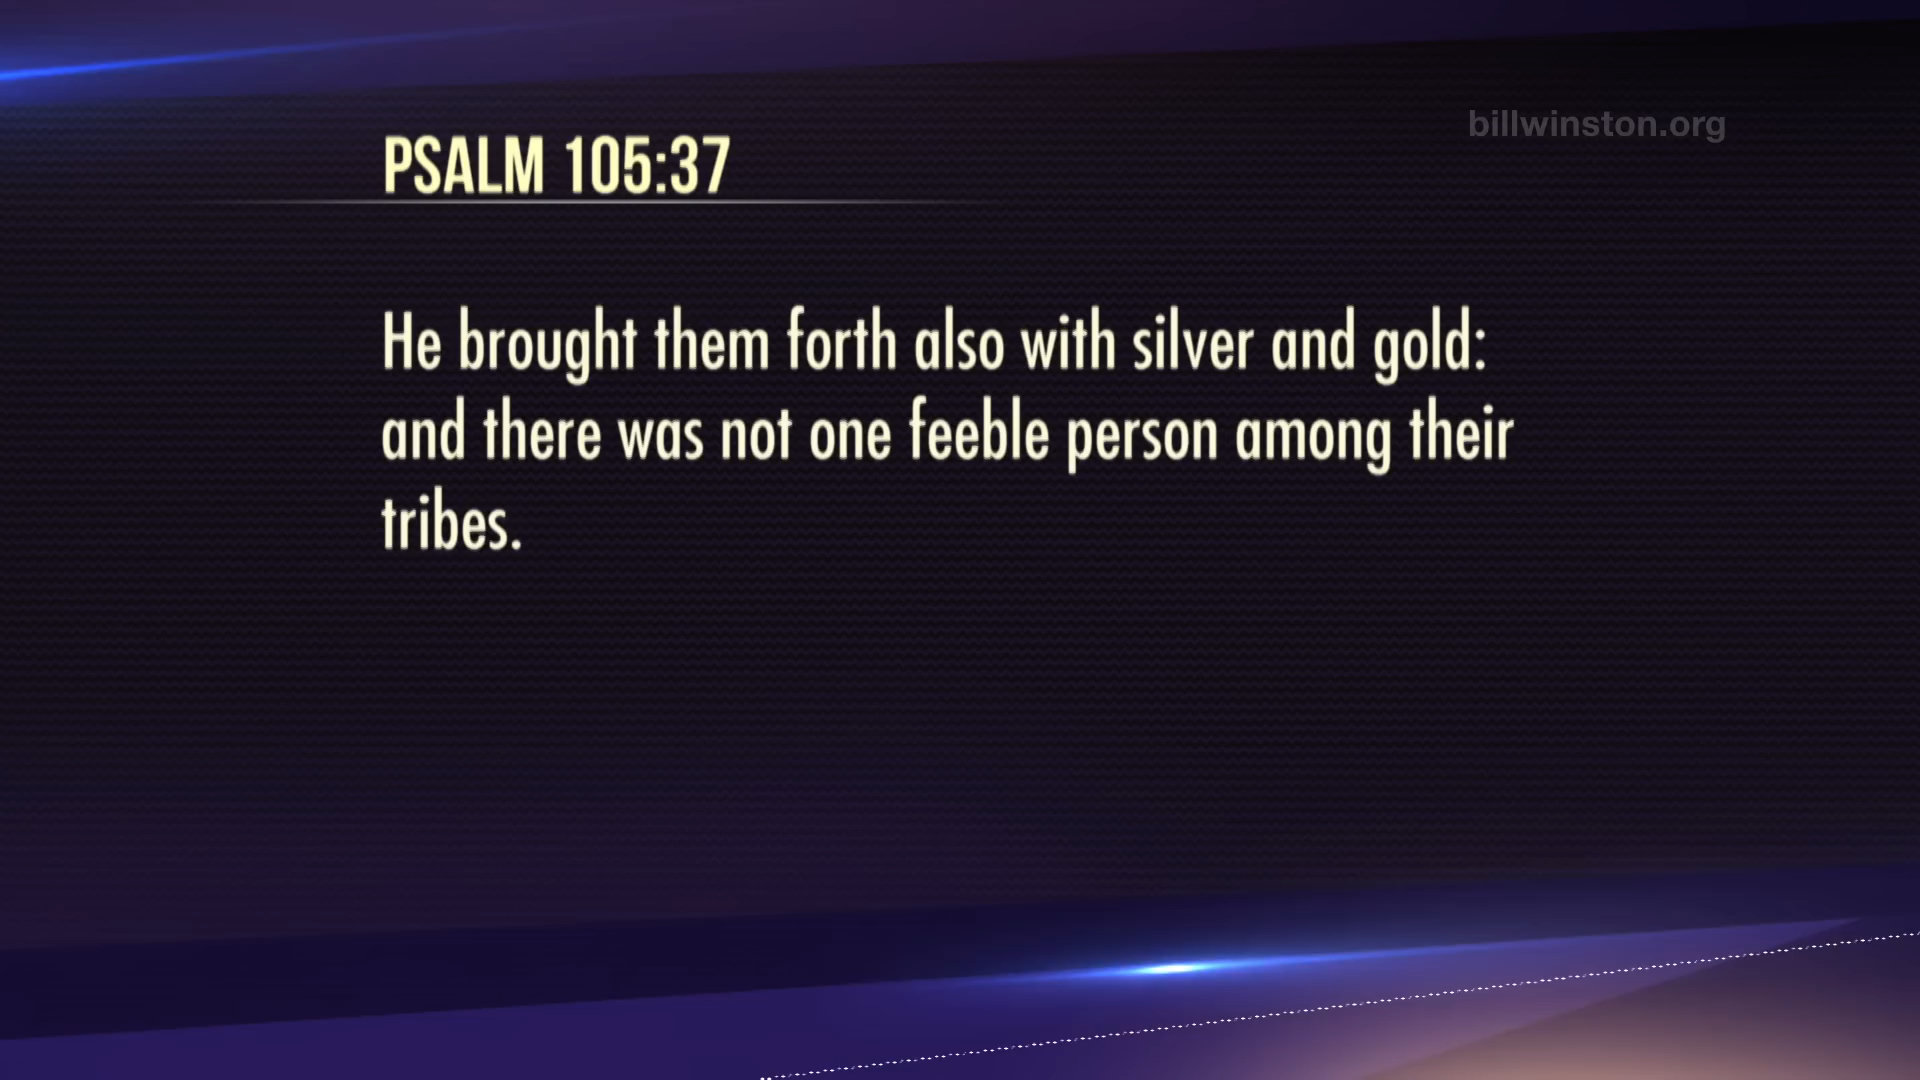 billwinston.org
PSALM 105:37
He brought them forth also with silver and gold:
and there was not one feeble person among their
tribes.